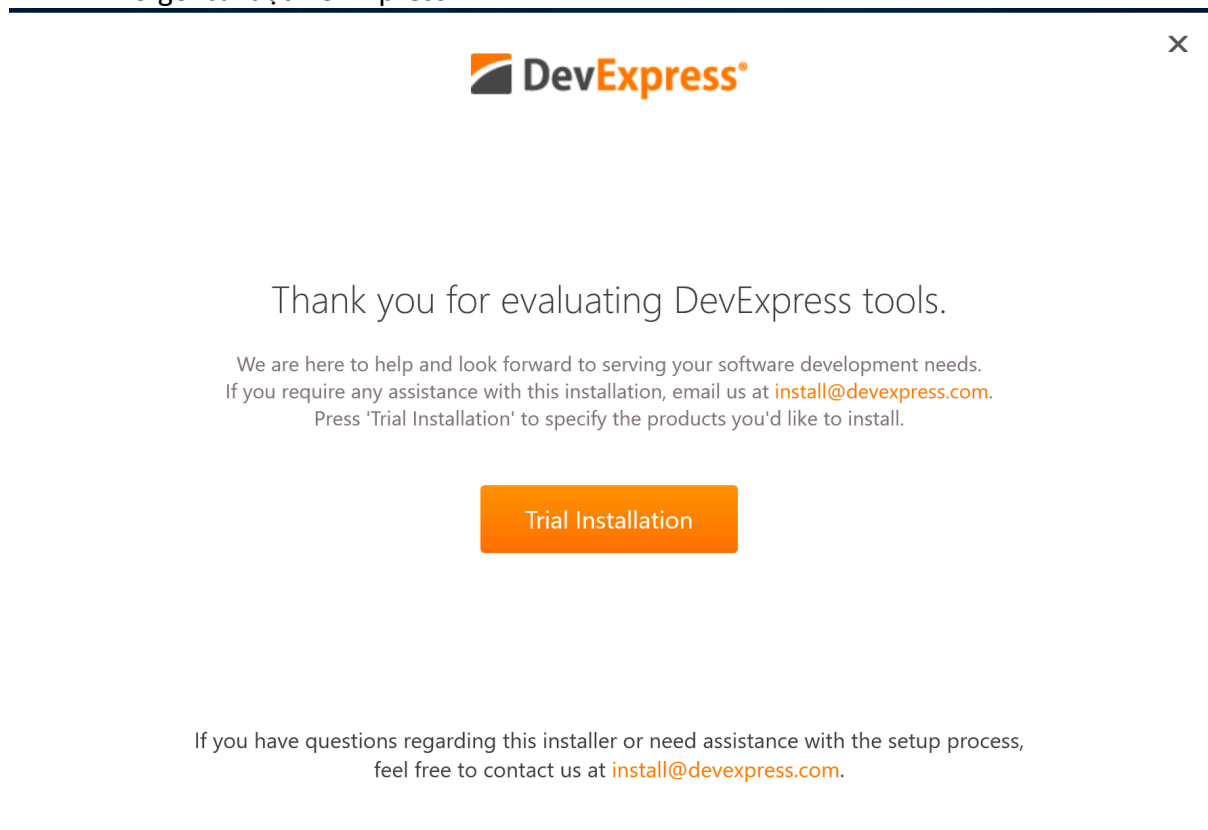 DevExpress®
Thank you for evaluating DevExpress tools.
We are here to help and look forward to serving your software development needs.
If you require any assistance with this installation, email us at install@devexpress.com.
Press 'Trial Installation' to specify the products you'd like to install.
Trial Installation
If you have questions regarding this installer or need assistance with the setup process,
feel free to contact us at install@devexpress.com.